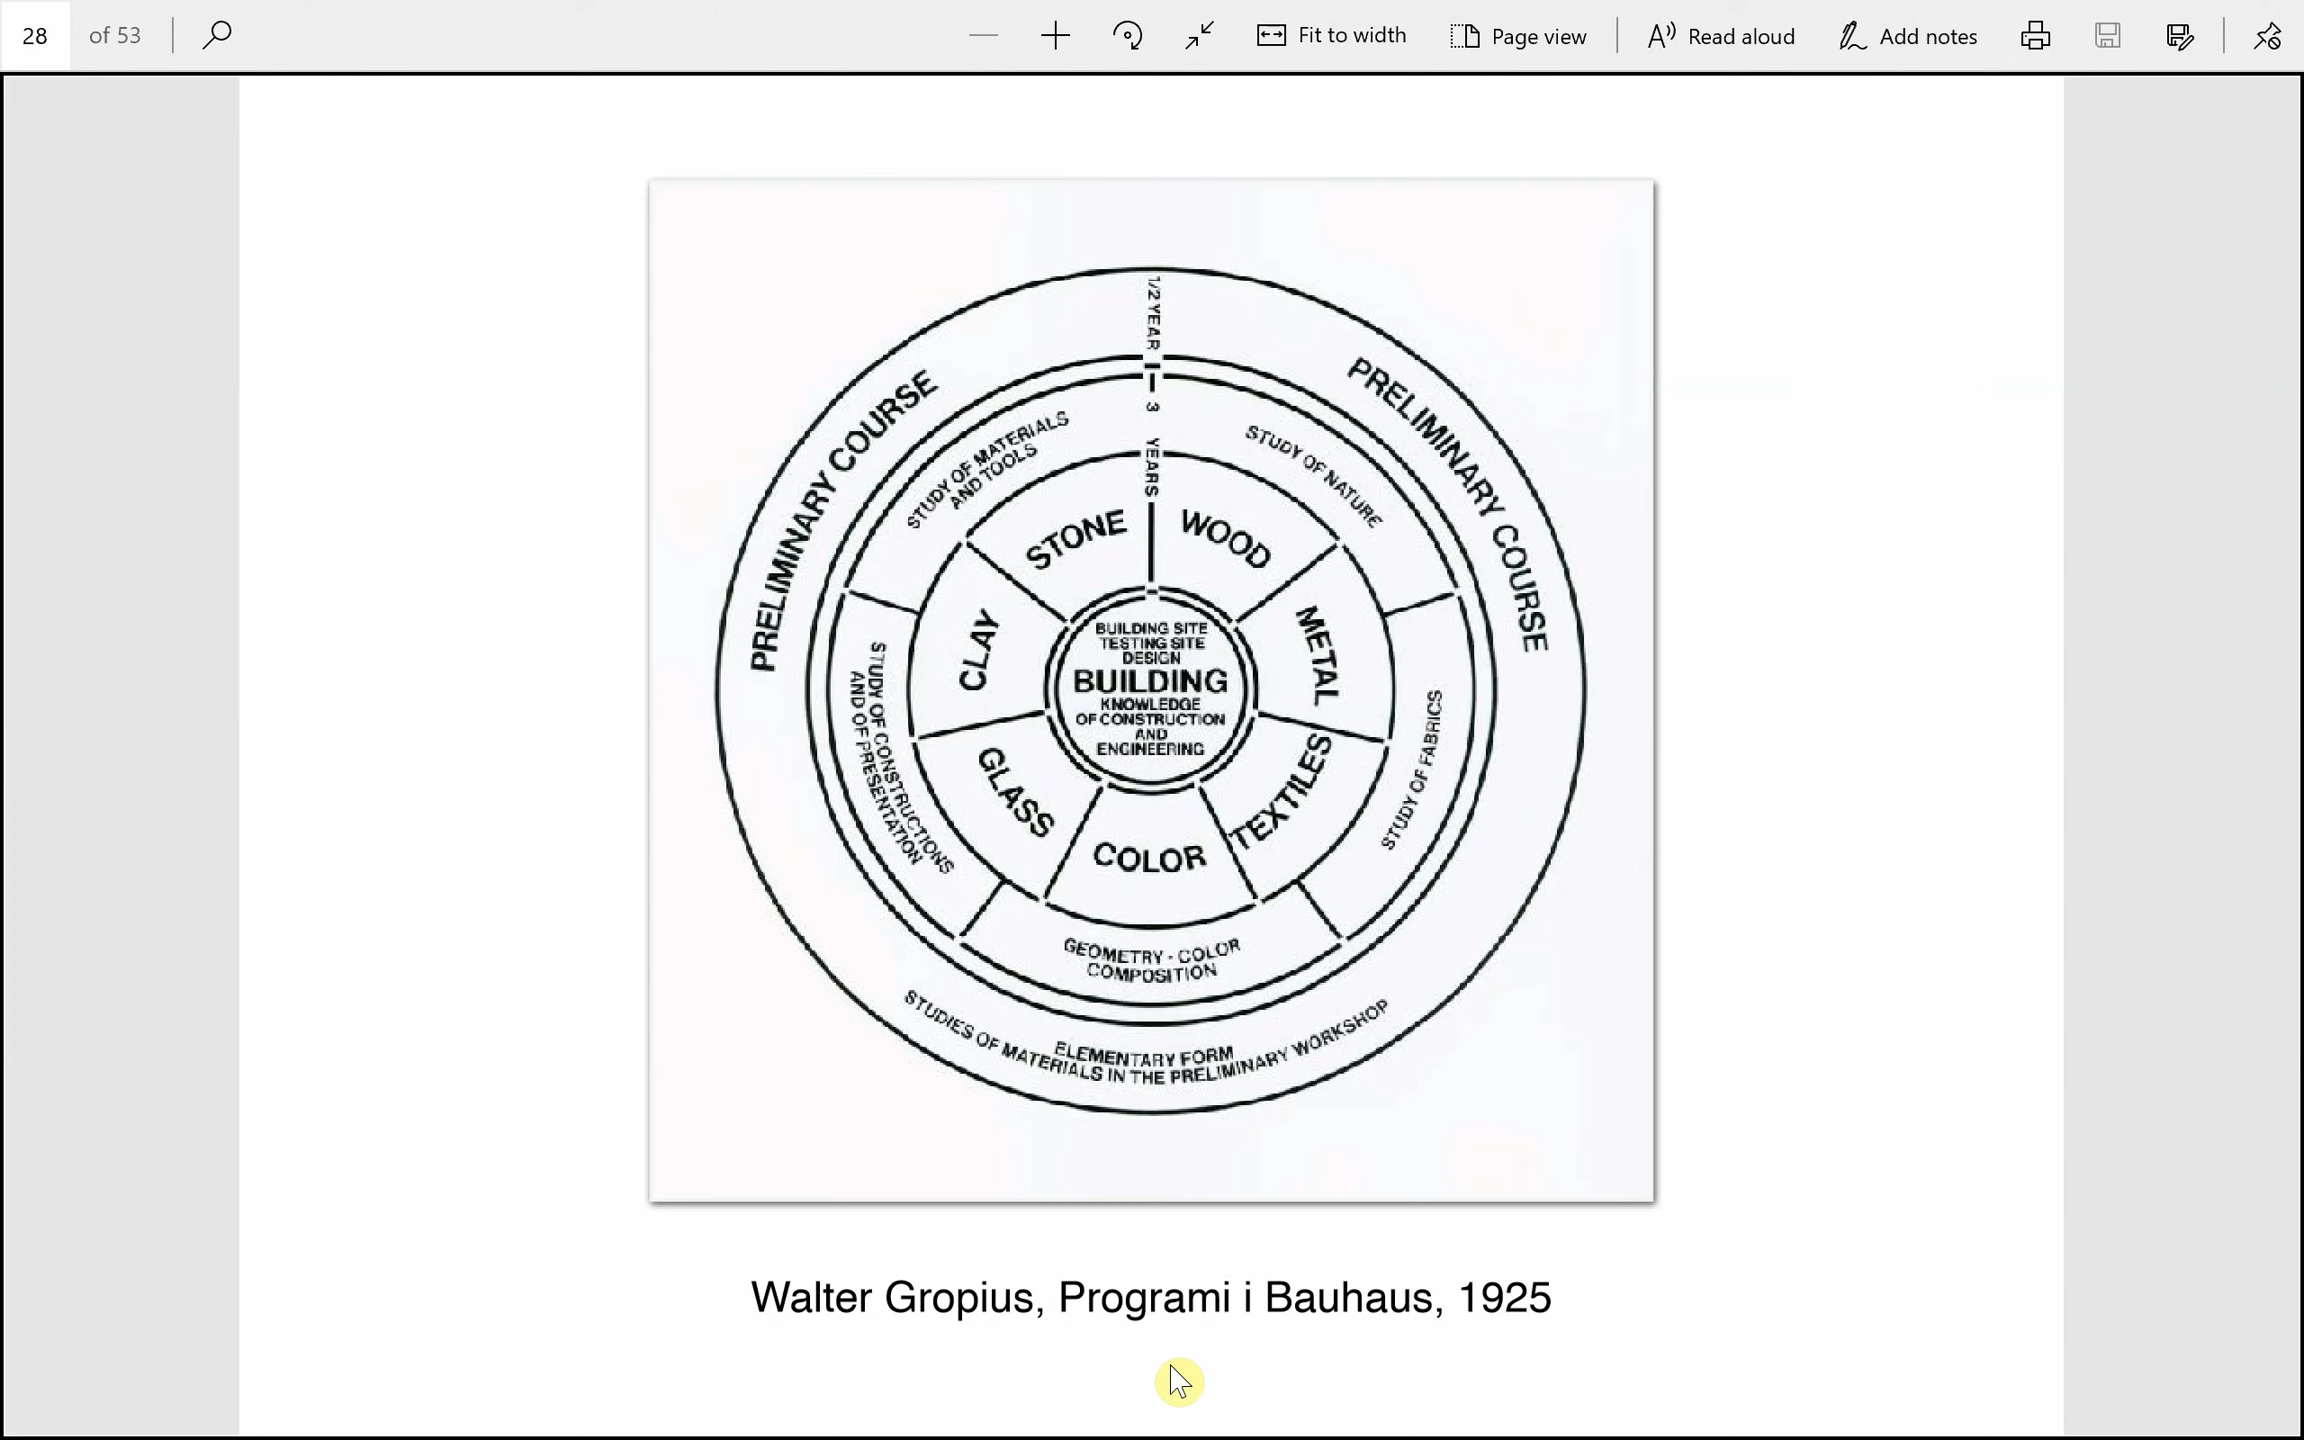 28 of 53
Fit to width
Page view
Read aloud
Add notes
1/2 YEAR
3 YEARS
PRELIMINARY COURSE
PRELIMINARY COURSE
STUDY OF MATERIALS
AND TOOLS
STUDY OF NATURE
STONE
WOOD
CLAY
METAL
BUILDING SITE
TESTING SITE
DESIGN
BUILDING
KNOWLEDGE
OF CONSTRUCTION
AND
ENGINEERING
STUDY OF CONSTRUCTIONS
AND OF PRESENTATION
STUDY OF FABRICS
GLASS
TEXTILES
COLOR
GEOMETRY - COLOR
COMPOSITION
ELEMENTARY FORM
STUDIES OF MATERIALS IN THE PRELIMINARY WORKSHOP
Walter Gropius, Programi i Bauhaus, 1925